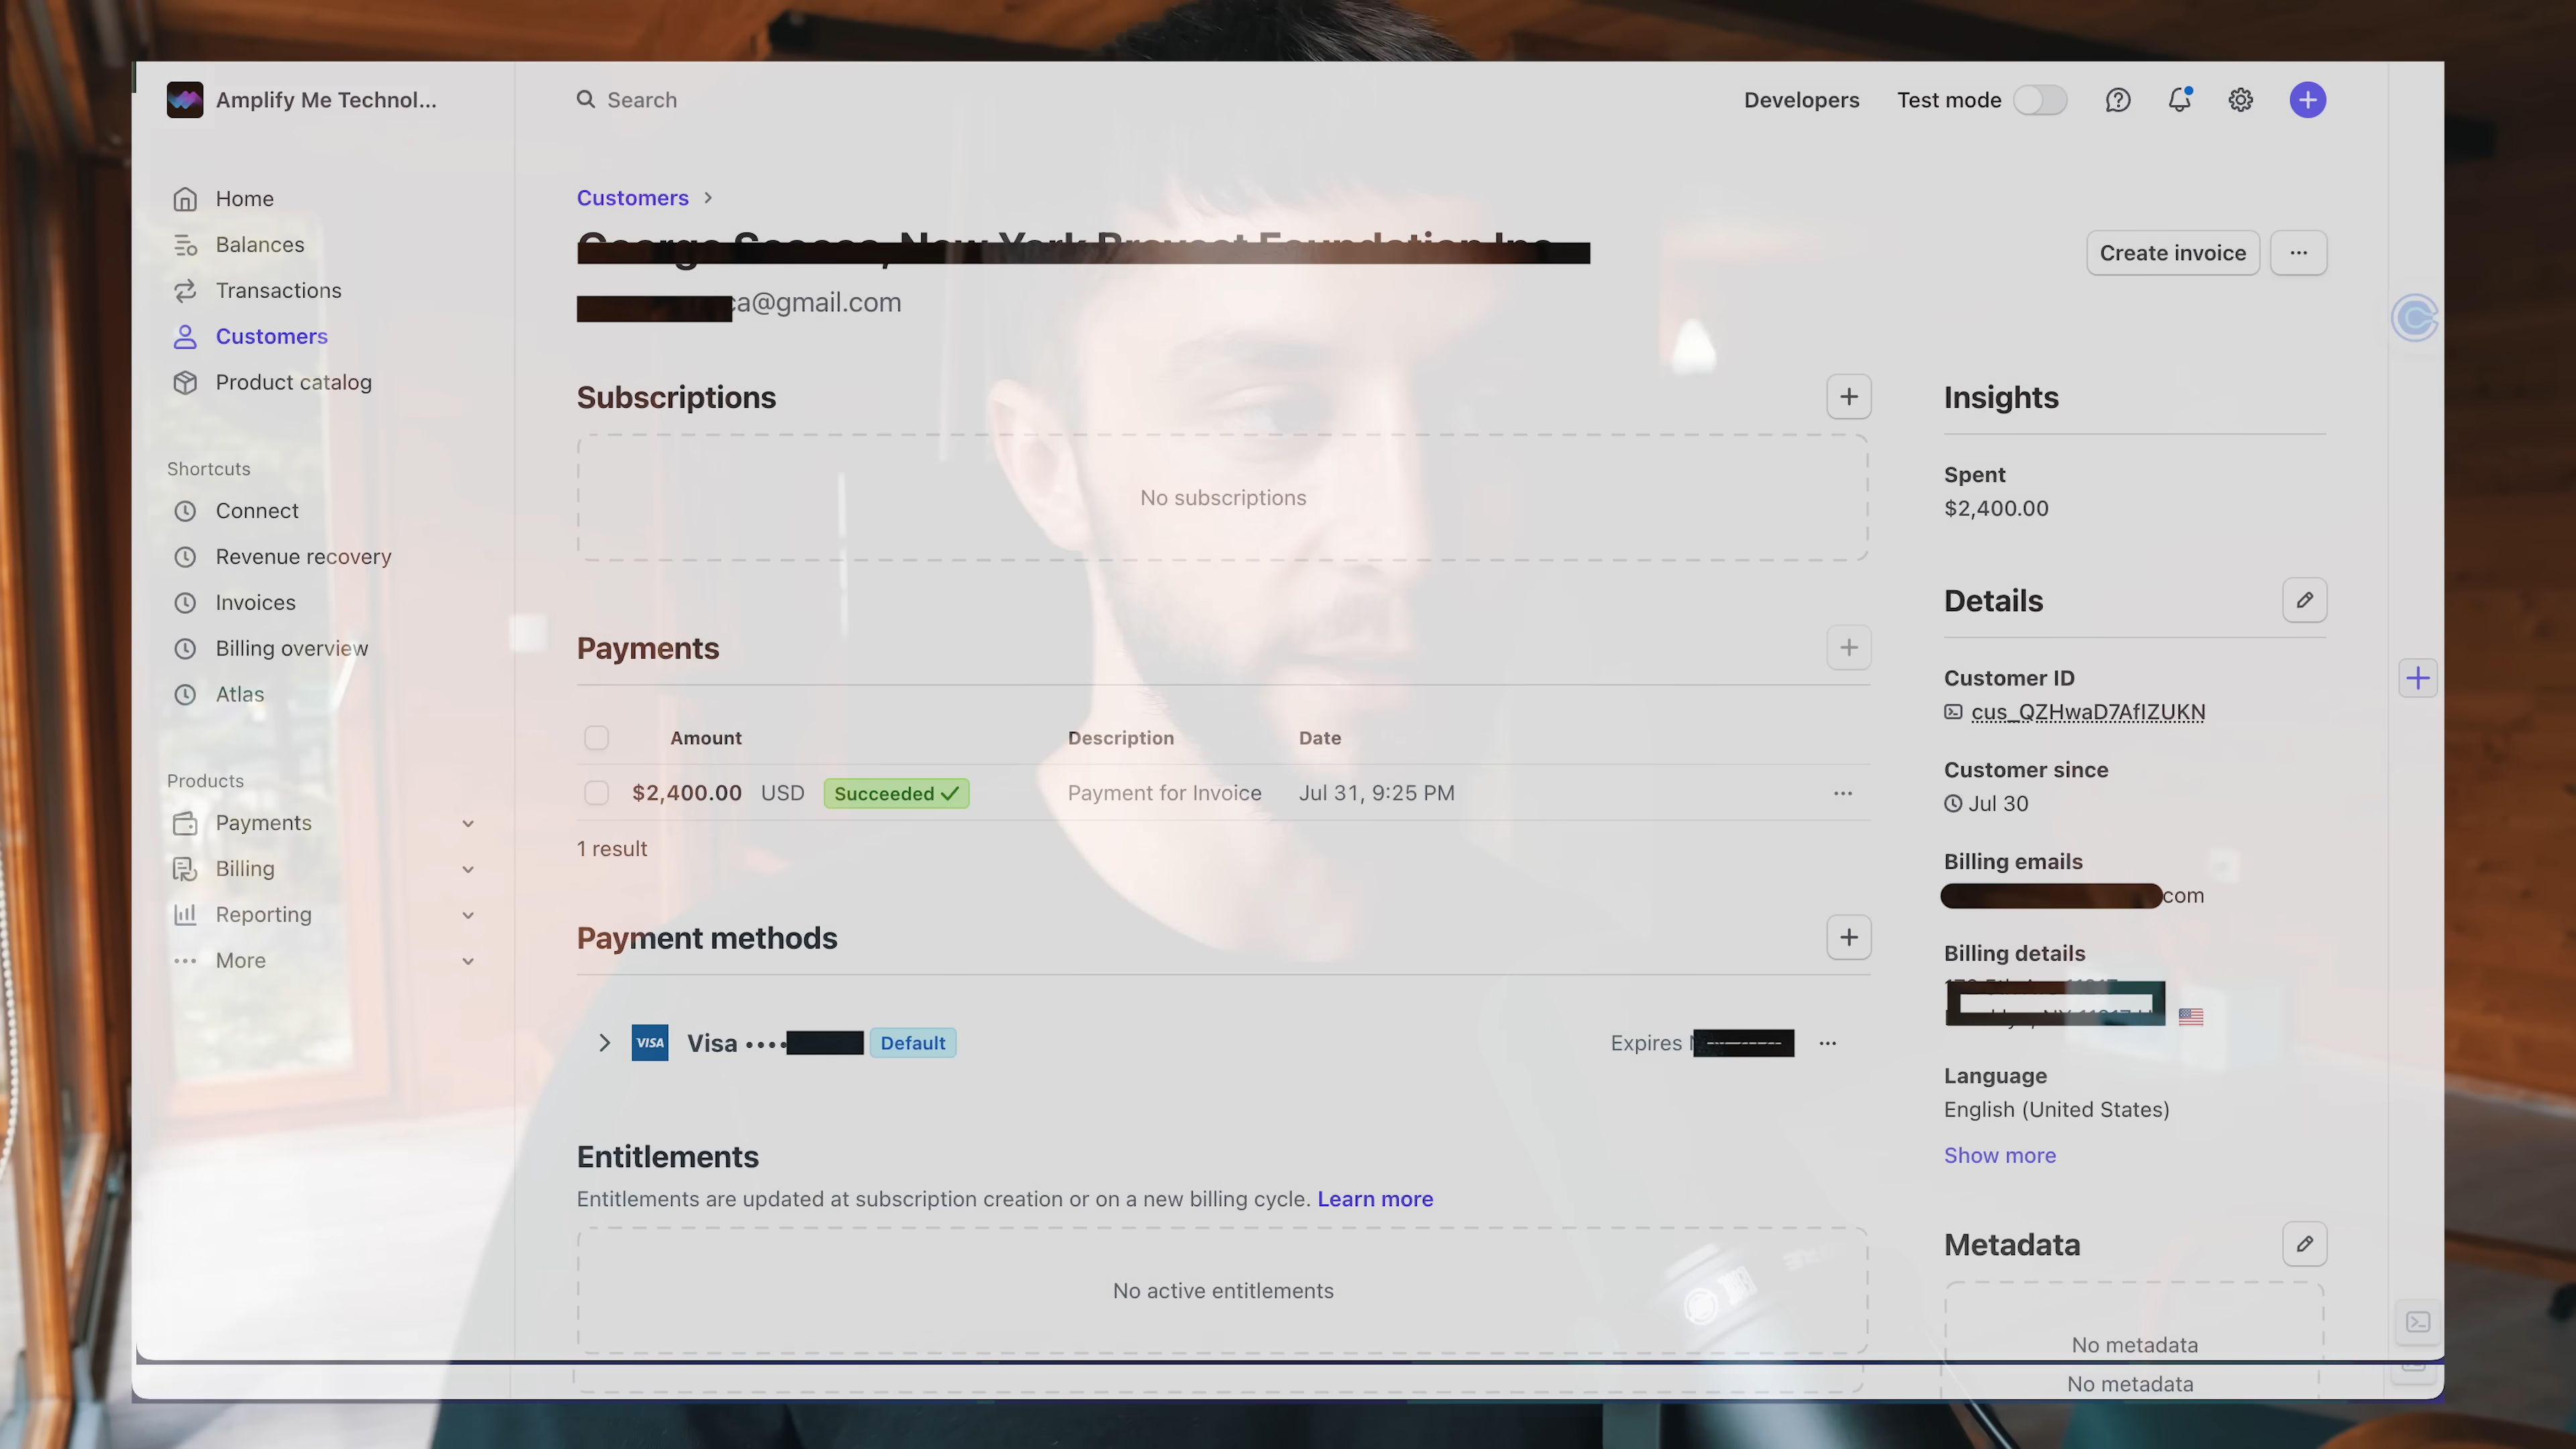 Amplify Me Technol...
Search
Developers
Test mode
Home
Balances
Transactions
Customers
Product catalog
Shortcuts
Connect
Revenue recovery
Invoices
Billing overview
Atlas
Products
Payments
Billing
Reporting
More
Customers
ca@gmail.com
Create invoice
Subscriptions
No subscriptions
Payments
Amount Description Date
$2,400.00 USD Succeeded Payment for Invoice Jul 31, 9:25 PM
1 result
Payment methods
VISA Visa •••• Default Expires
Entitlements
Entitlements are updated at subscription creation or on a new billing cycle. Learn more
No active entitlements
Insights
Spent
$2,400.00
Details
Customer ID
cus_QZHwaD7AfIZUKN
Customer since
Jul 30
Billing emails
com
Billing details
Language
English (United States)
Show more
Metadata
No metadata
No metadata